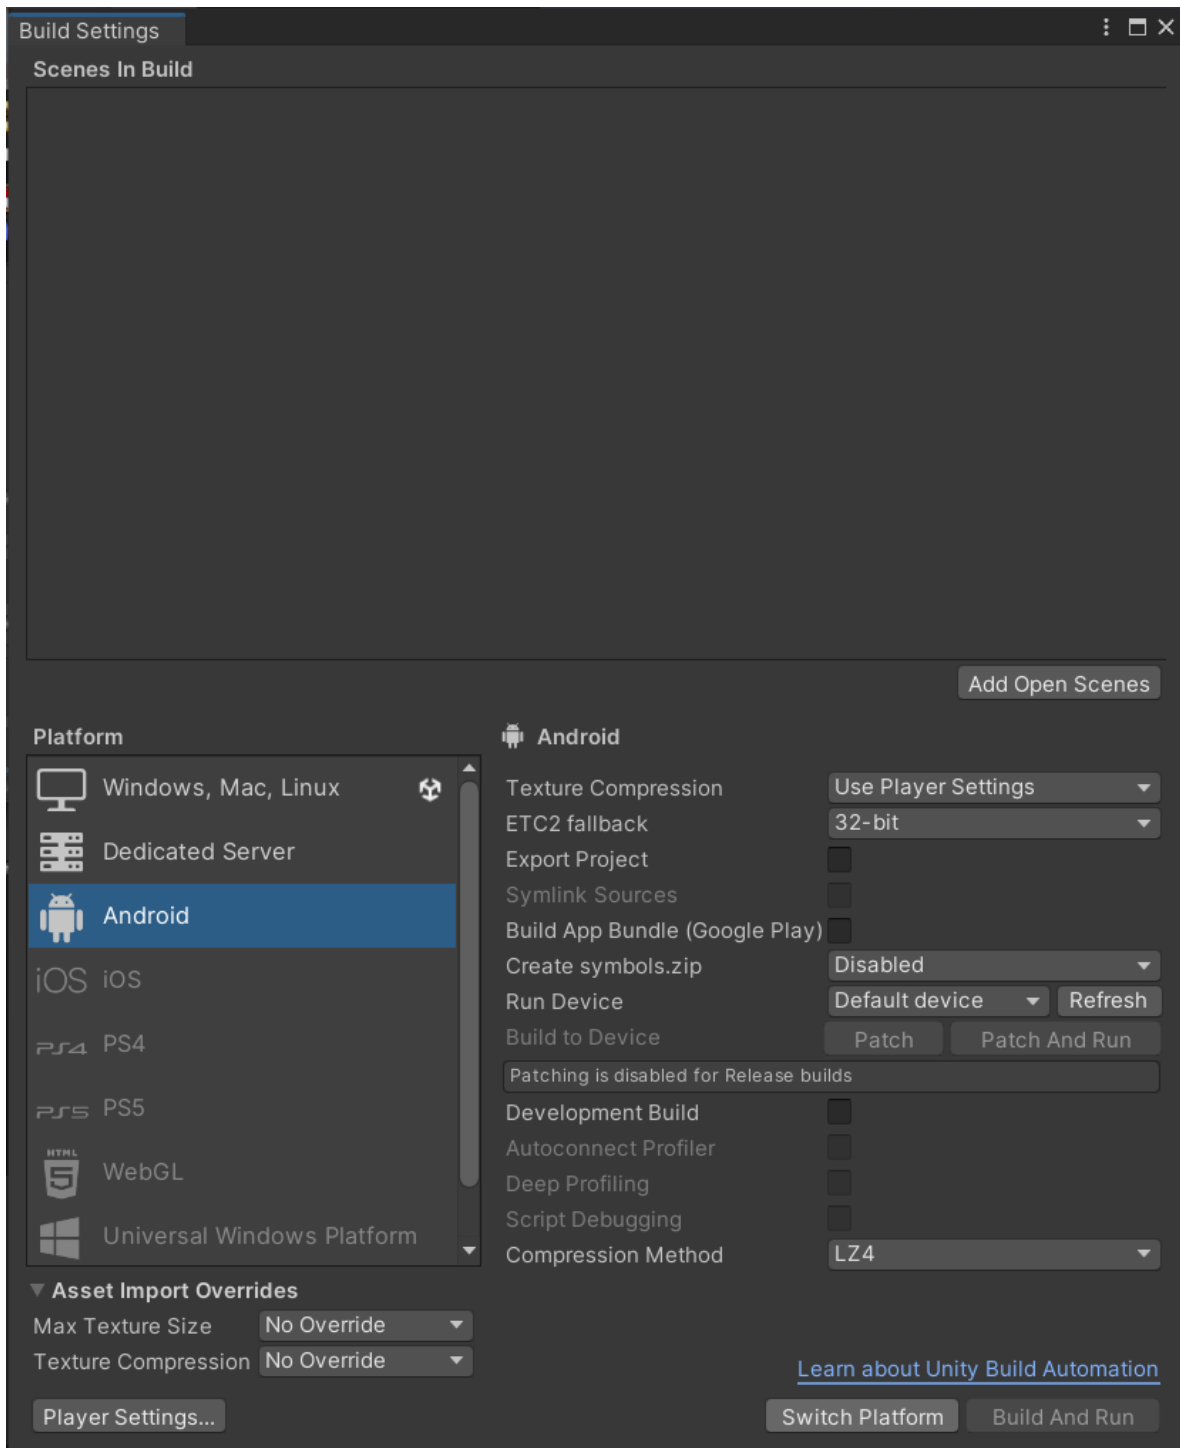 Build Settings
Scenes In Build
Add Open Scenes
Platform
Windows, Mac, Linux
Dedicated Server
Android
iOS iOS
PS4 PS4
PS5 PS5
HTML 5 WebGL
Universal Windows Platform
Android
Texture Compression Use Player Settings
ETC2 fallback 32-bit
Export Project
Symlink Sources
Build App Bundle (Google Play)
Create symbols.zip Disabled
Run Device Default device Refresh
Build to Device Patch Patch And Run
Patching is disabled for Release builds
Development Build
Autoconnect Profiler
Deep Profiling
Script Debugging
Compression Method LZ4
Asset Import Overrides
Max Texture Size No Override
Texture Compression No Override
Learn about Unity Build Automation
Player Settings... Switch Platform Build And Run